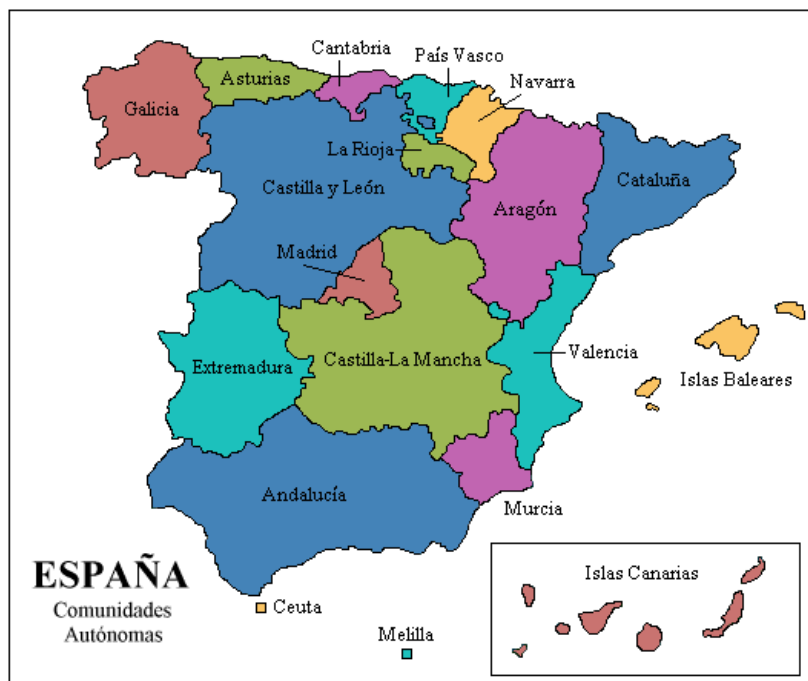 Cantabria
País Vasco
Asturias
Navarra
Galicia
La Rioja
Cataluña
Castilla y León
Aragón
Madrid
Valencia
Castilla-La Mancha
Extremadura
Islas Baleares
Andalucía
Murcia
ESPAÑA
Comunidades
Autónomas
Islas Canarias
Ceuta
Melilla